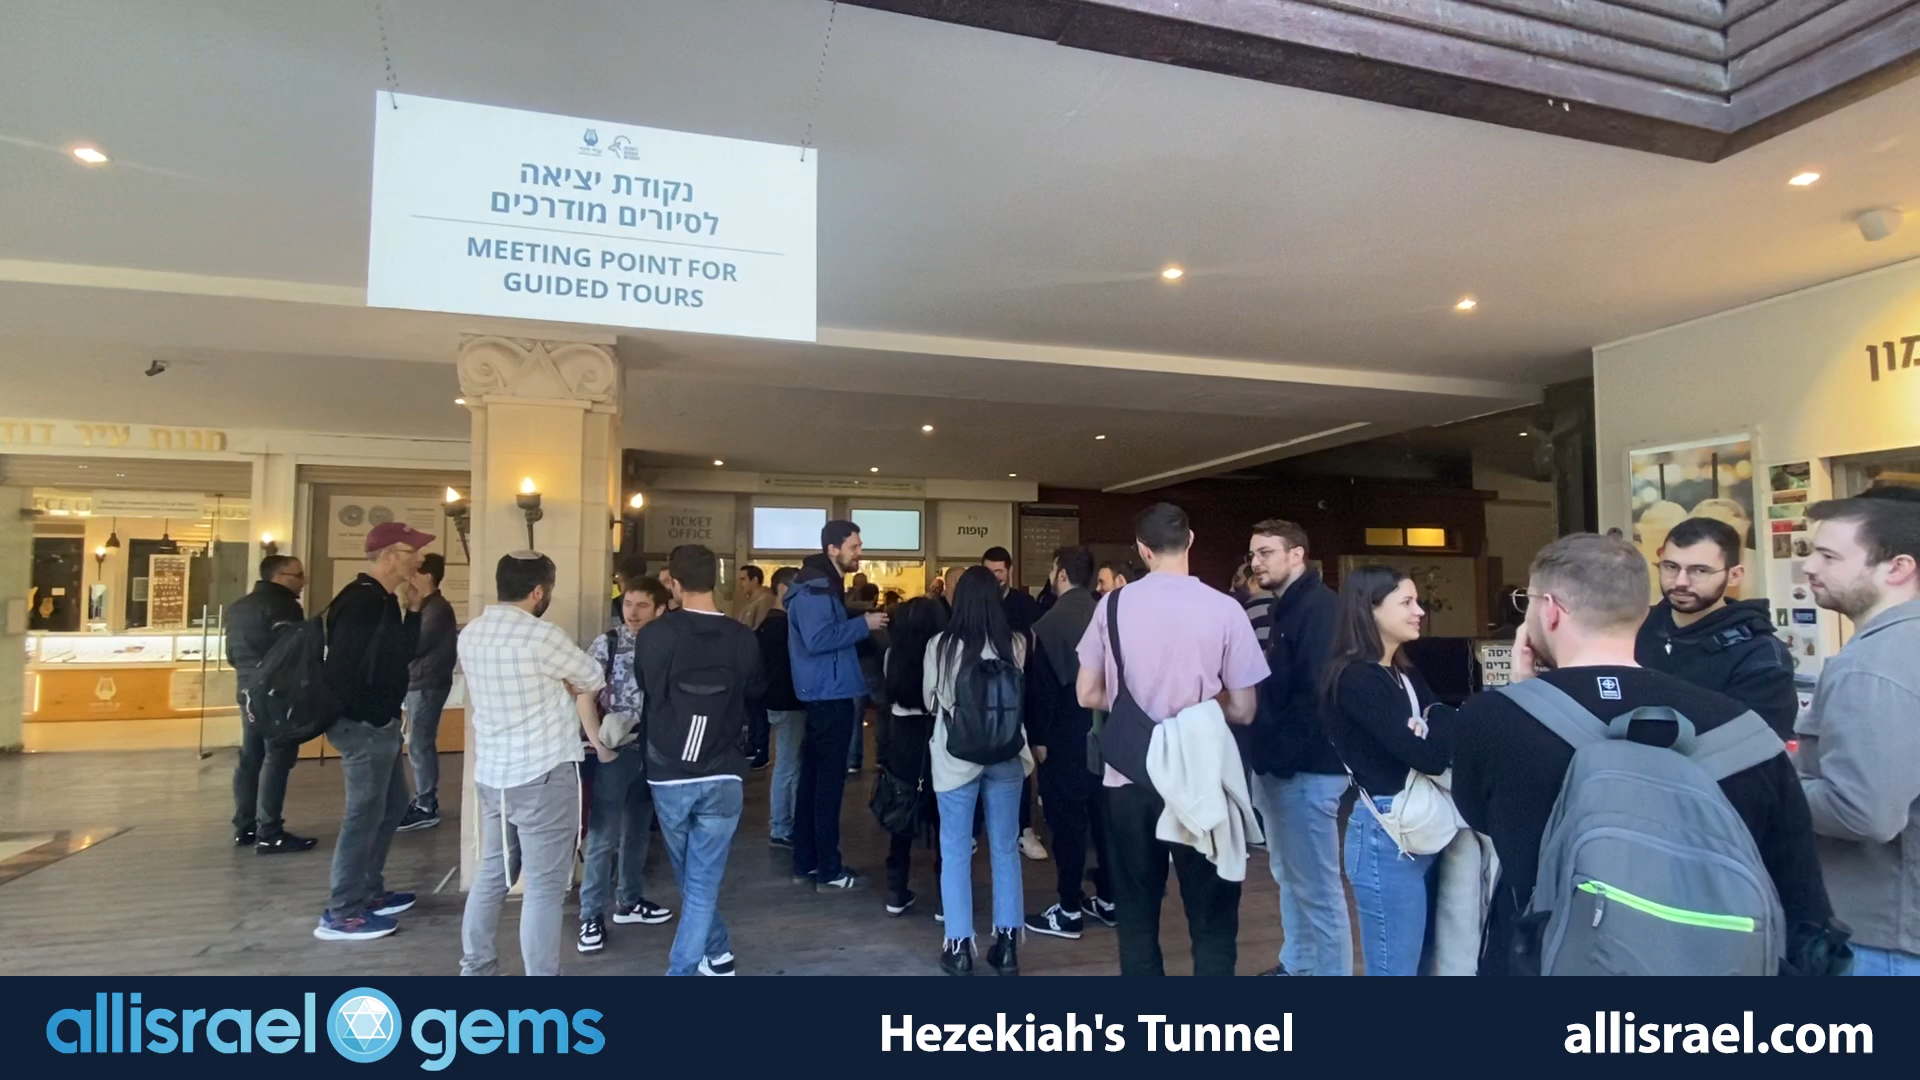 נקודת יציאה
לסיורים מודרכים
MEETING POINT FOR
GUIDED TOURS
חנות עיר דוד
TICKET
OFFICE
קופות
allisrael gems
Hezekiah's Tunnel
allisrael.com